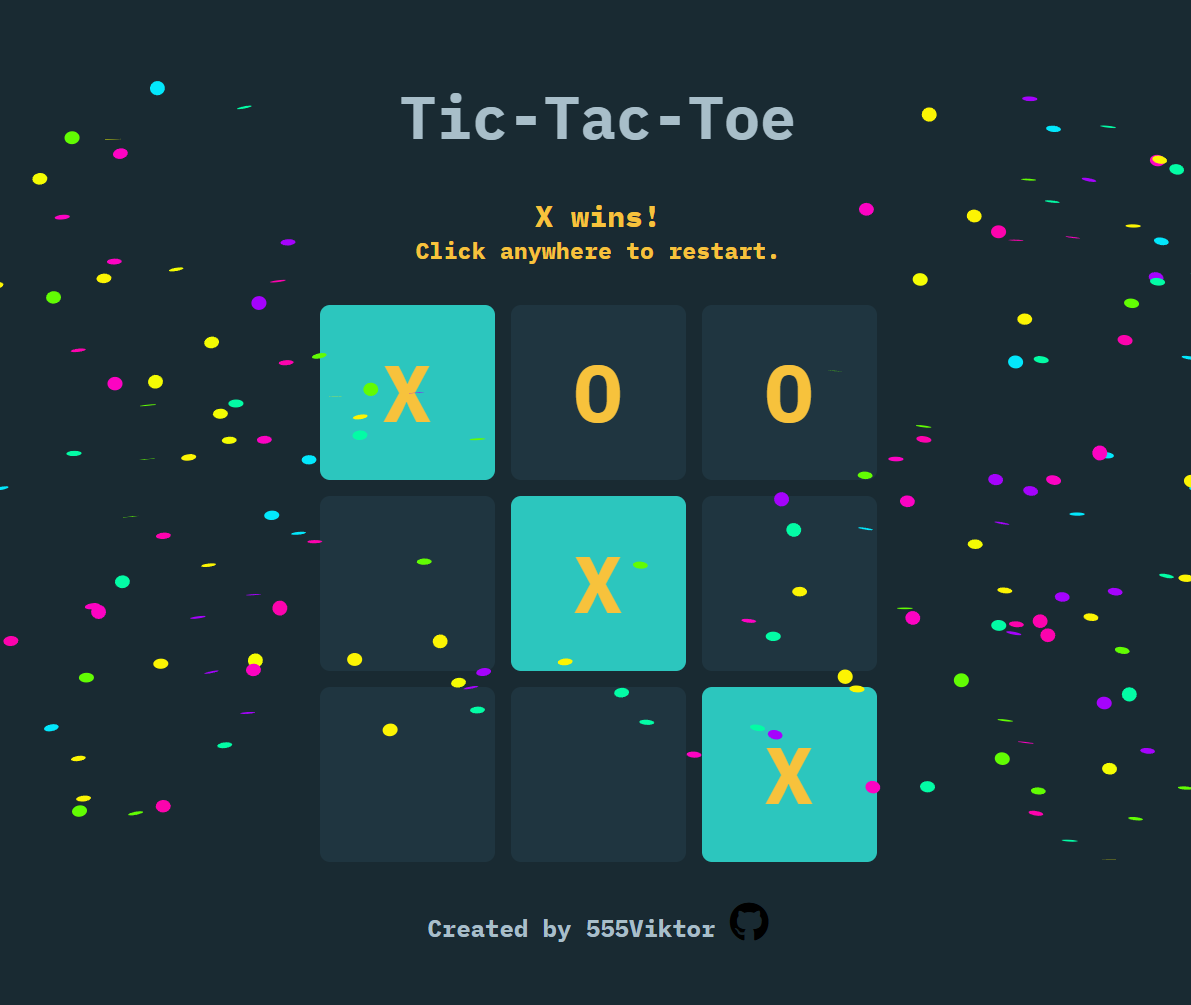 Tic-Tac-Toe
X wins!
Click anywhere to restart.
X O O
X
X
Created by 555Viktor